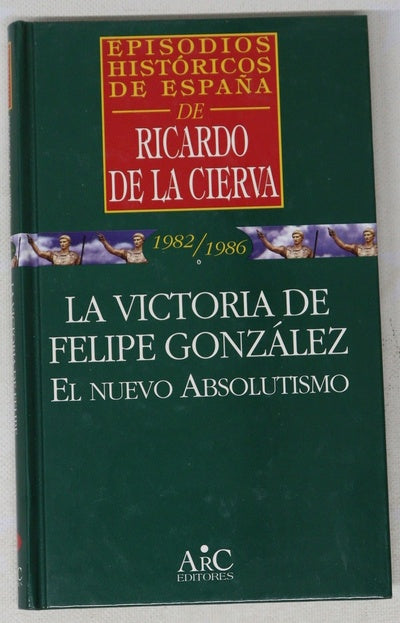 EPISODIOS
HISTÓRICOS
DE ESPAÑA
DE
RICARDO
DE LA CIERVA
1982/1986
LA VICTORIA DE
FELIPE GONZÁLEZ
EL NUEVO ABSOLUTISMO
ARC
EDITORES